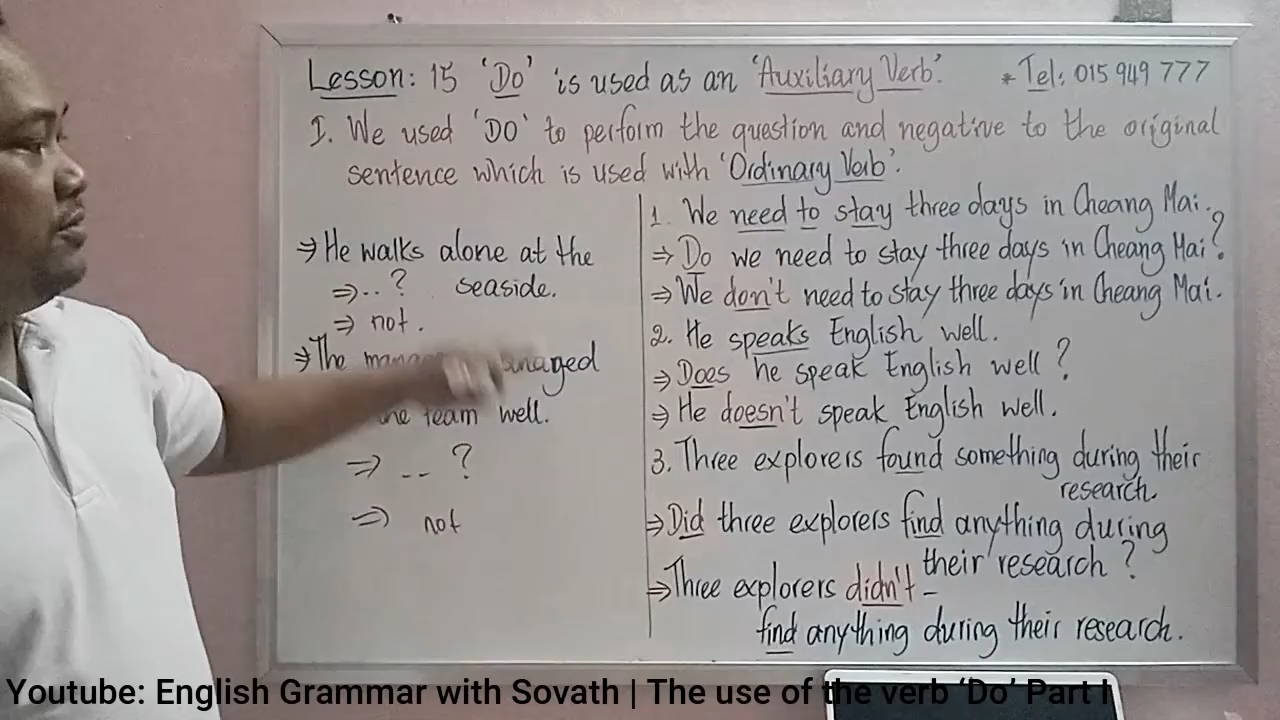 Lesson: 15 'Do' is used as an 'Auxiliary Verb'. * Tel: 015 949 777
I. We used 'DO' to perform the question and negative to the original
sentence which is used with 'Ordinary Verb'.
⇒ He walks alone at the
seaside.
⇒ .. ?
⇒ not.
⇒ The managed
the team well.
⇒ -- ?
⇒ not
1. We need to stay three days in Cheang Mai.
⇒ Do we need to stay three days in Cheang Mai?
⇒ We don't need to stay three days in Cheang Mai.
2. He speaks English well.
⇒ Does he speak English well ?
⇒ He doesn't speak English well.
3. Three explorers found something during their
research.
⇒ Did three explorers find anything during
their research ?
⇒ Three explorers didn't –
find anything during their research.
Youtube: English Grammar with Sovath | The use of the verb 'Do' Part I